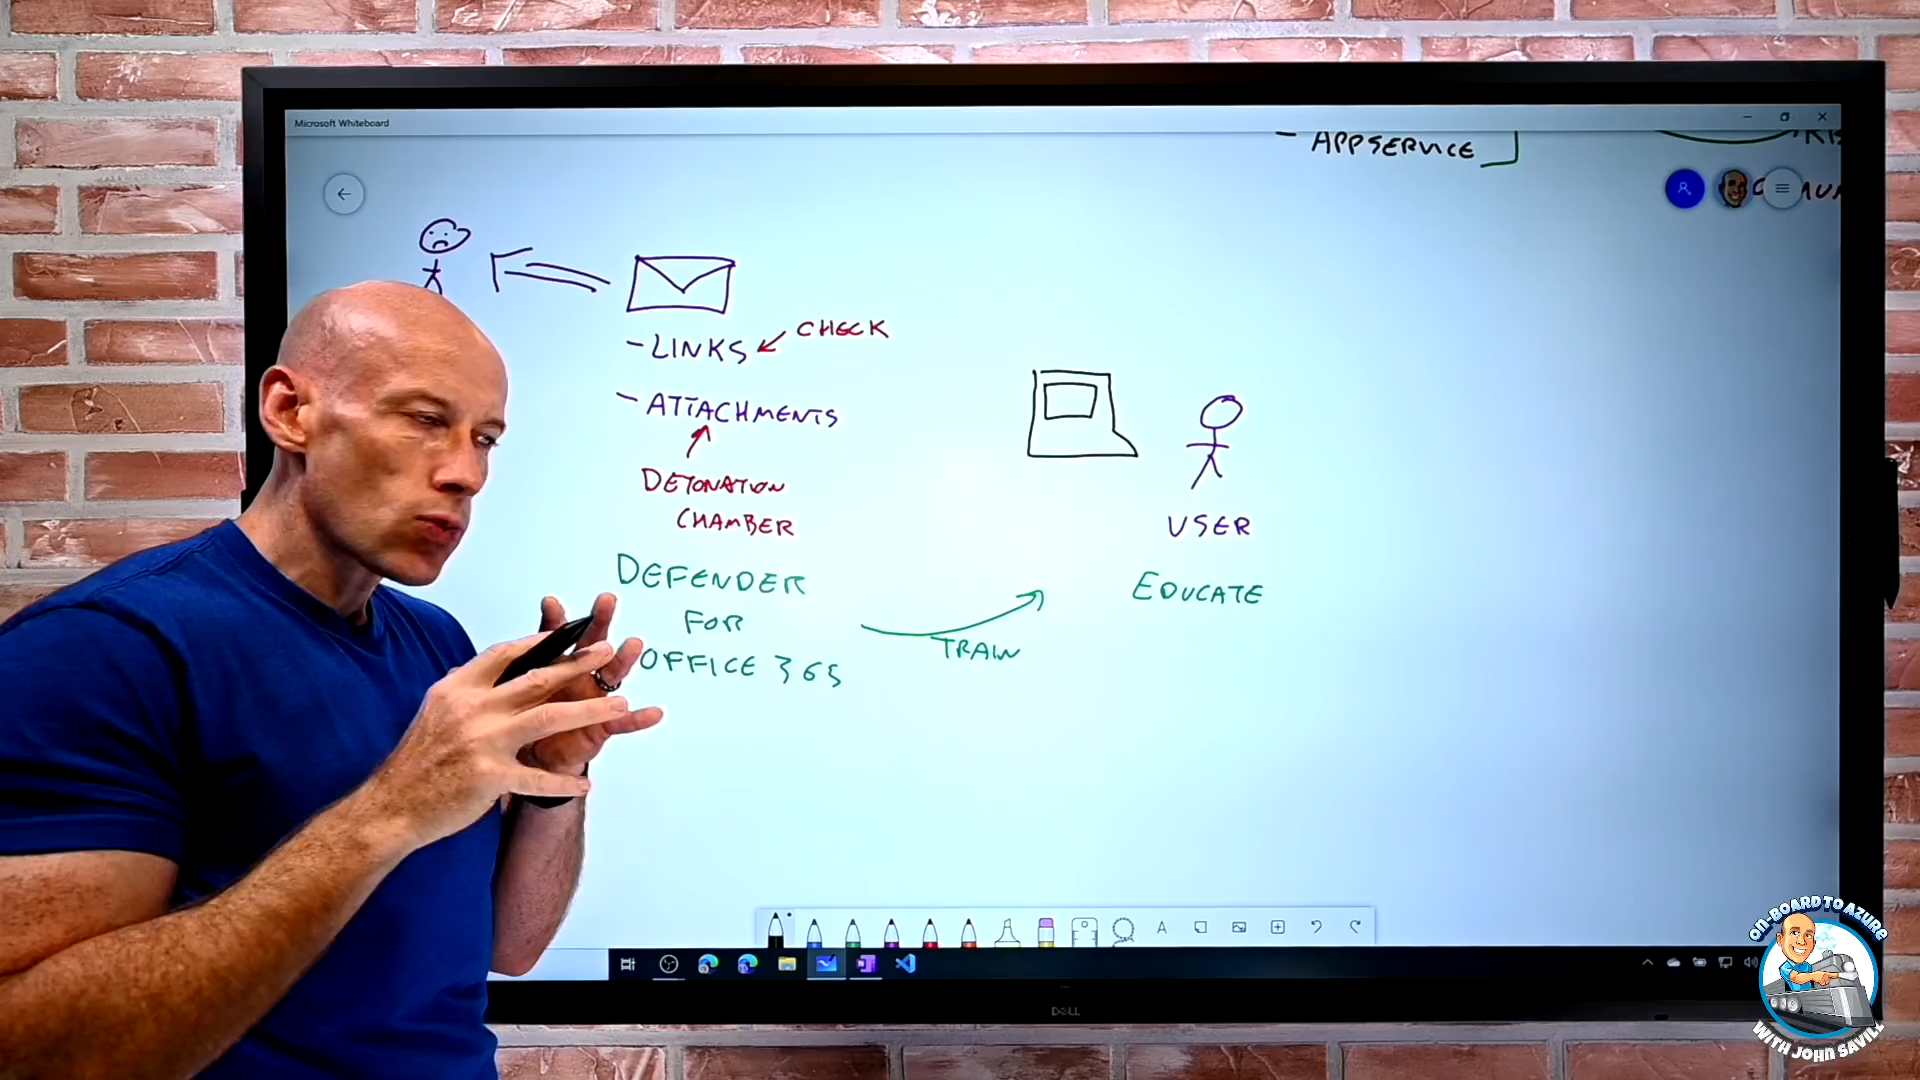 Microsoft Whiteboard
- APPSERVICE
- LINKS
CHECK
- ATTACHMENTS
DETONATION
CHAMBER
USER
DEFENDER
FOR
OFFICE 365
TRAIN
EDUCATE
A
DELL
ON-BOARD TO AZURE
WITH JOHN SAVILL